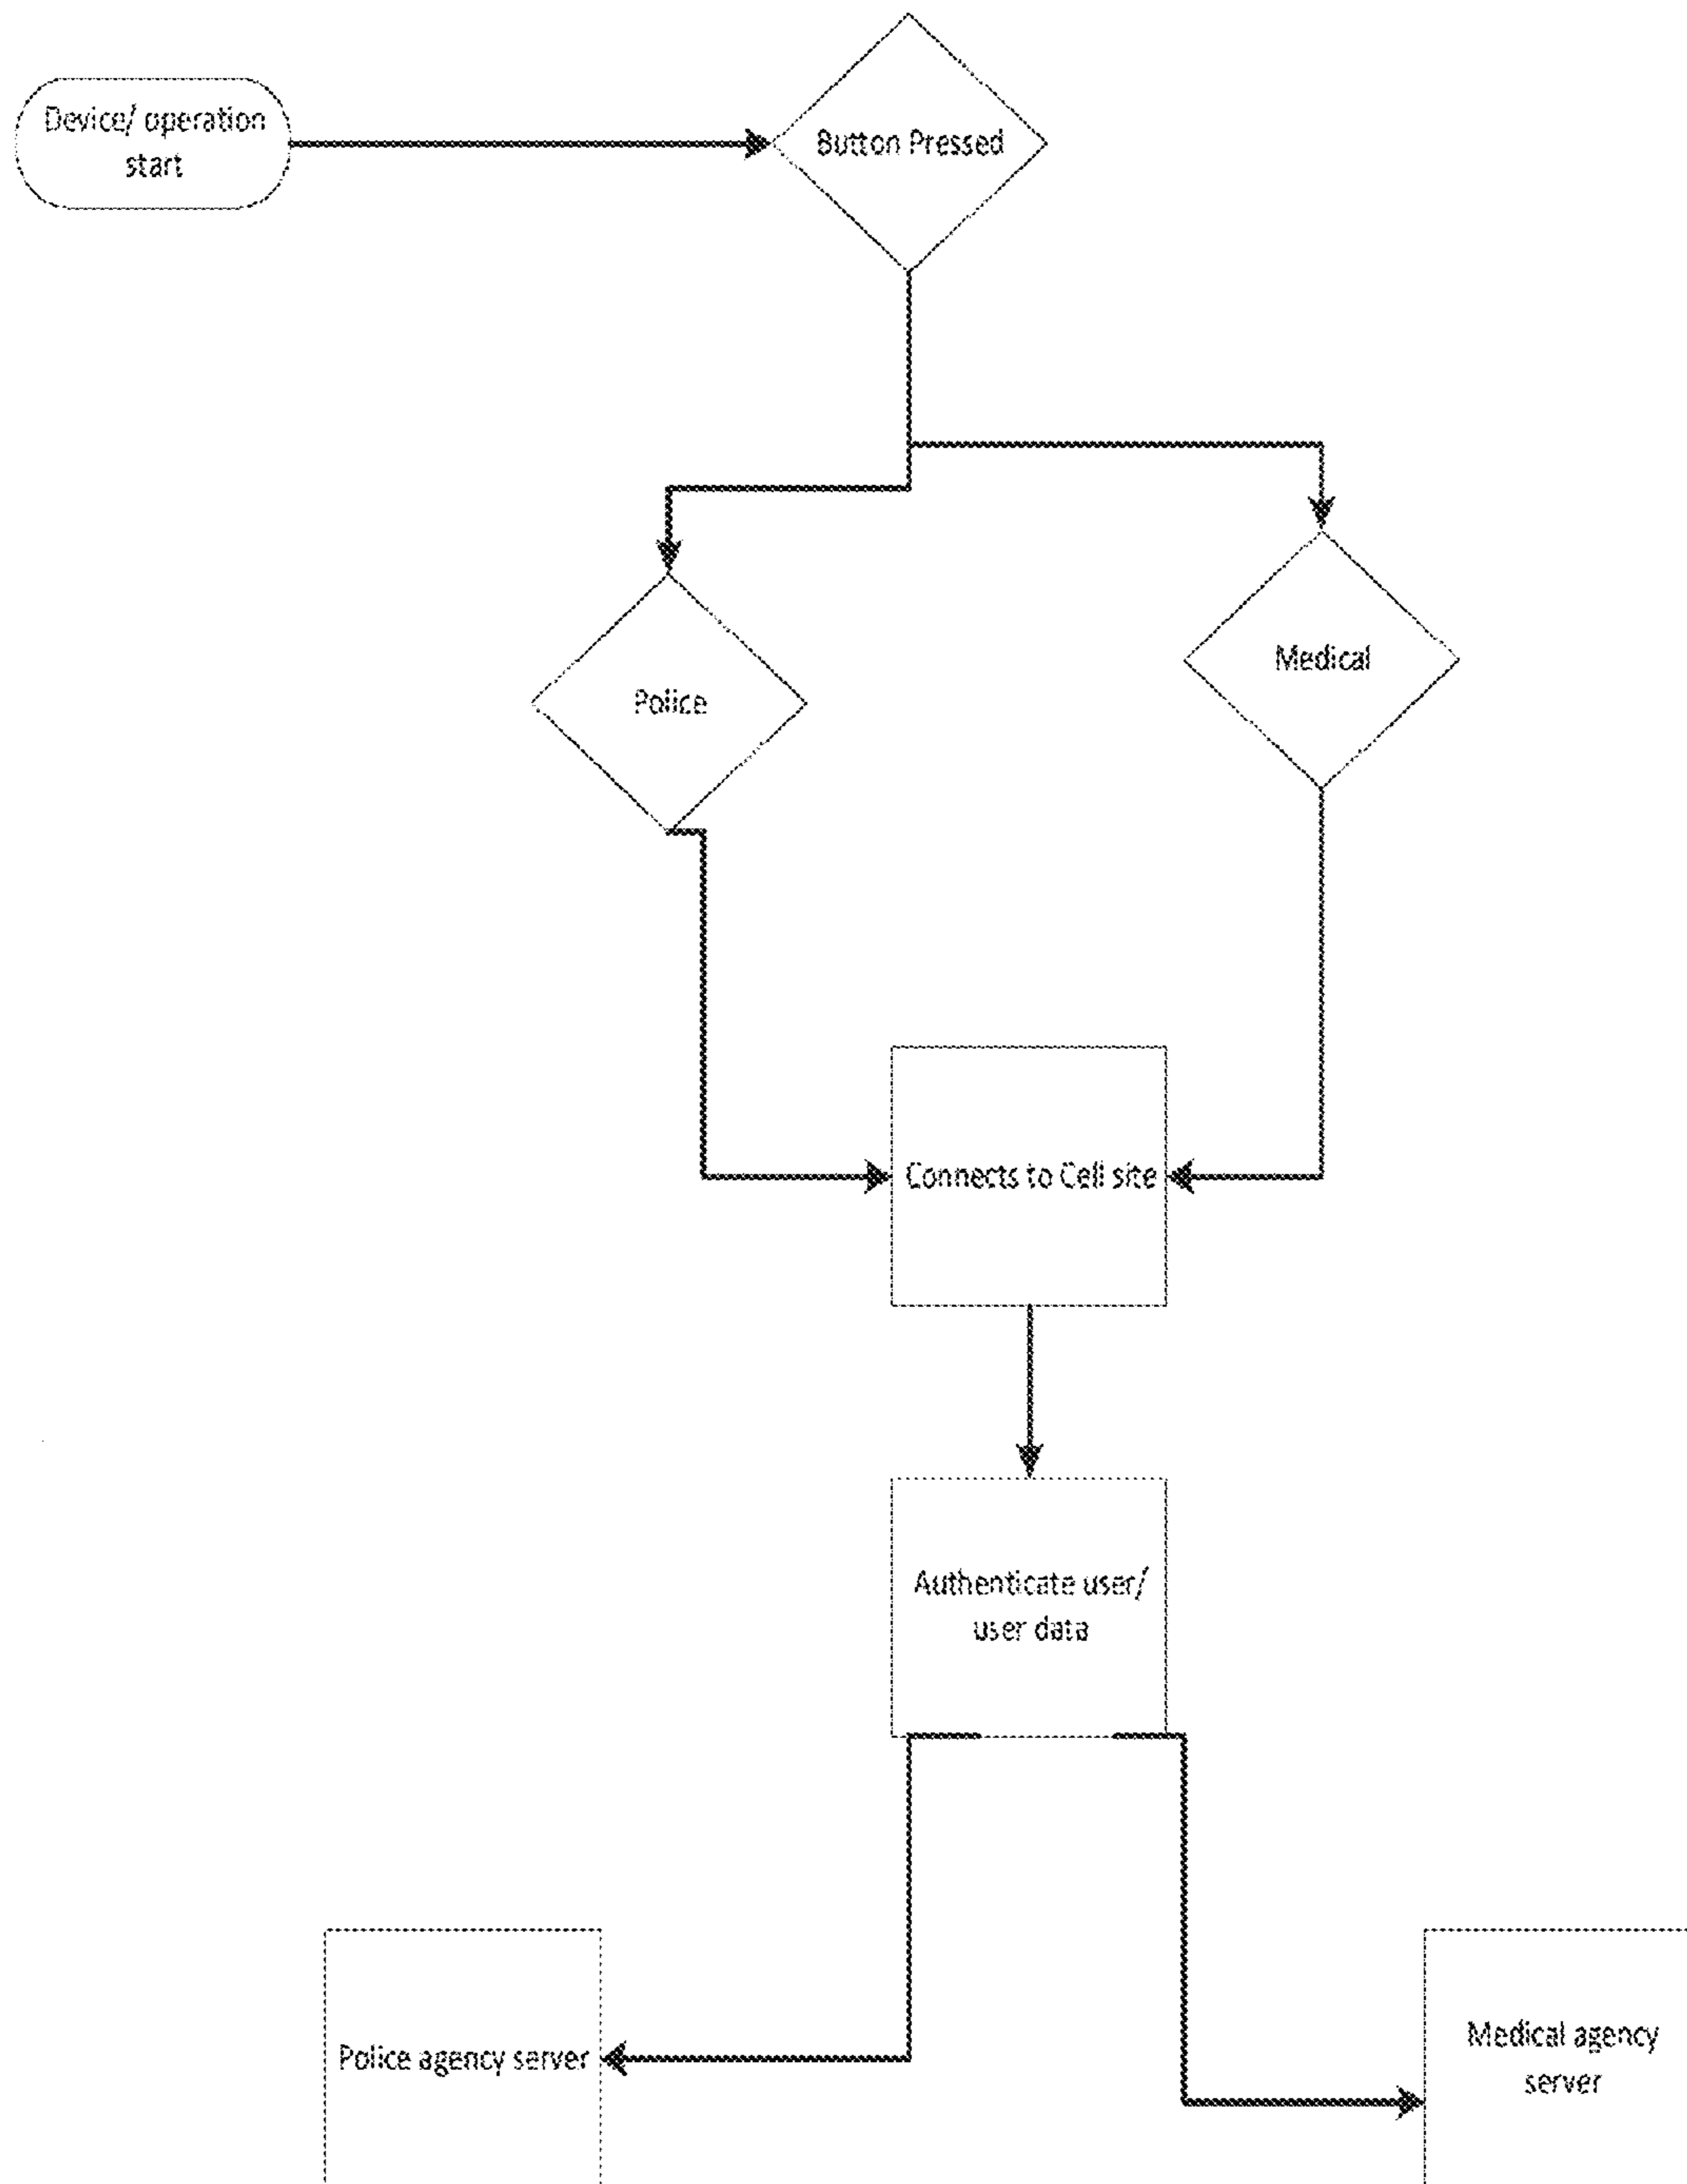 Device/ operation
start
Button Pressed
Police
Medical
Connects to Cell site
Authenticate user/
user data
Police agency server
Medical agency
server